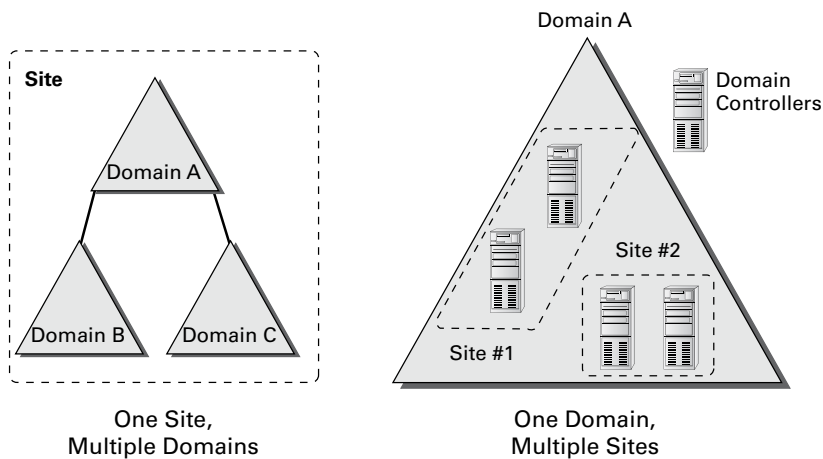 Site
Domain A
Domain B
Domain C
One Site,
Multiple Domains
Domain A
Domain
Controllers
Site #2
Site #1
One Domain,
Multiple Sites